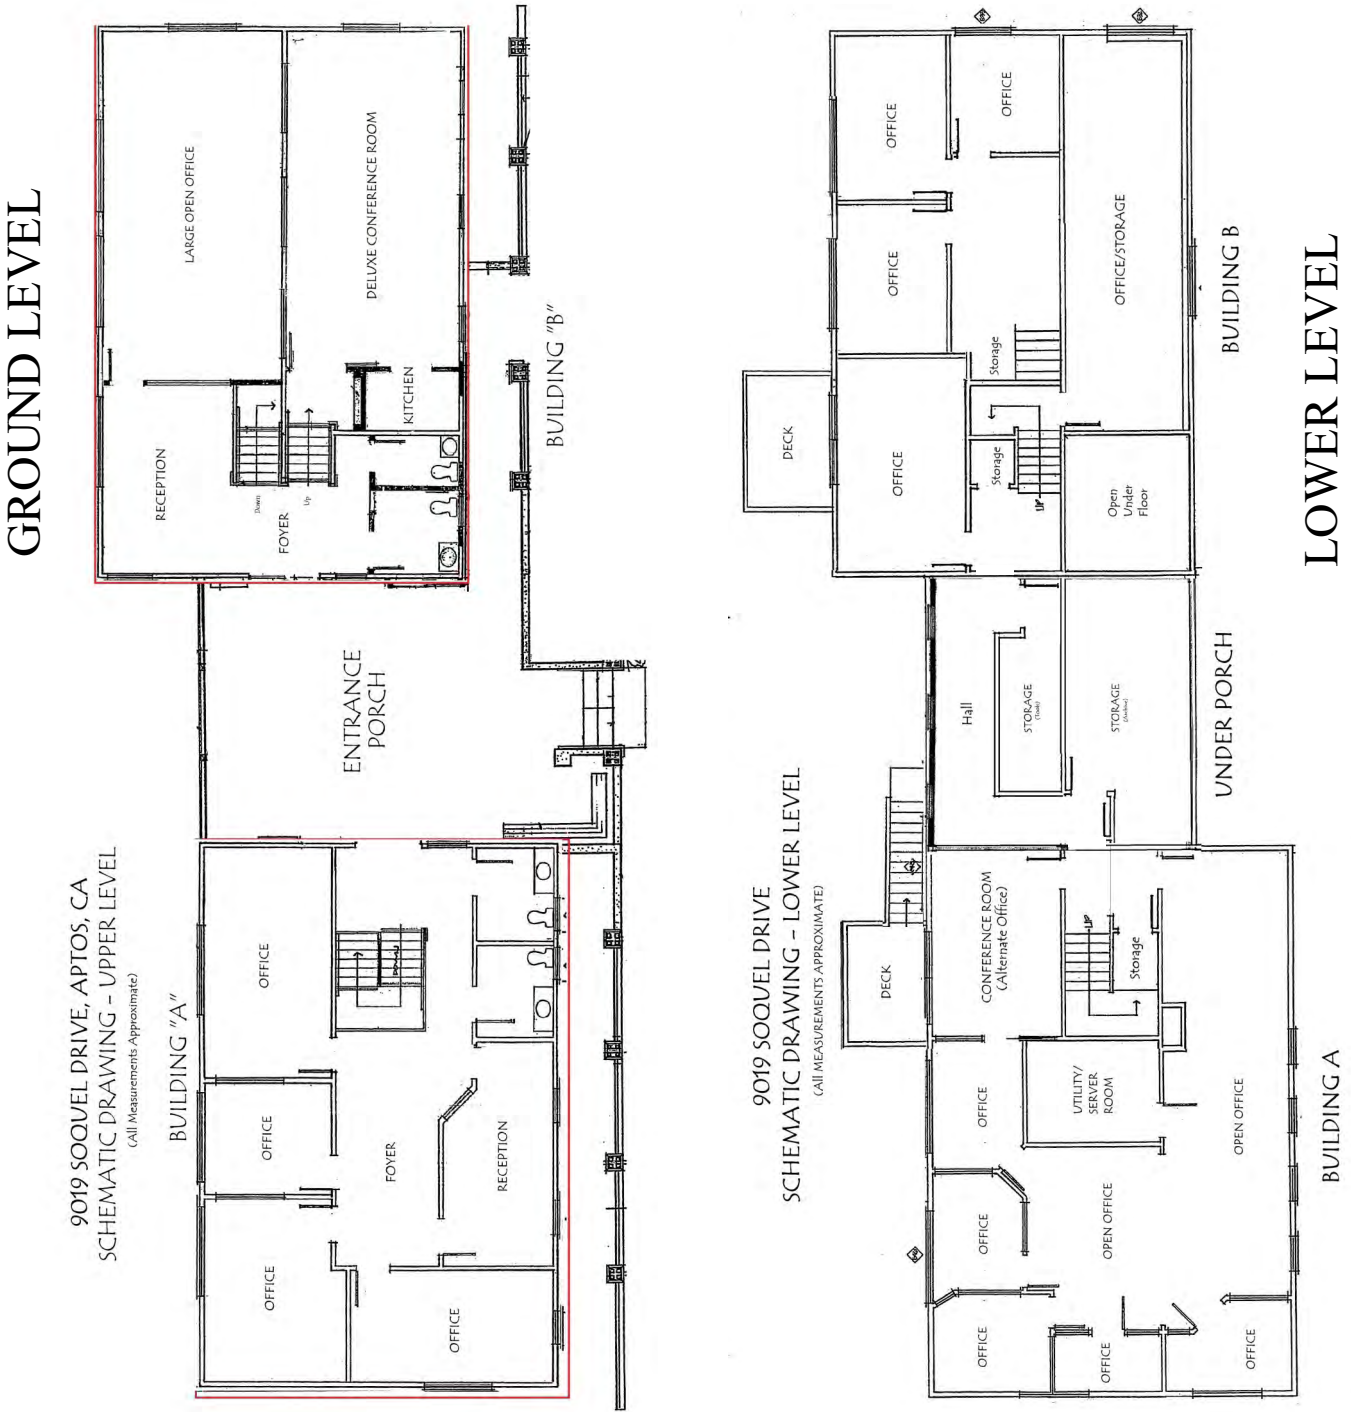 GROUND LEVEL
9019 SOQUEL DRIVE, APTOS, CA
SCHEMATIC DRAWING – UPPER LEVEL
(All Measurements Approximate)
BUILDING "A"
OFFICE
OFFICE
OFFICE
OFFICE
FOYER
RECEPTION
ENTRANCE
PORCH
LARGE OPEN OFFICE
DELUXE CONFERENCE ROOM
RECEPTION
KITCHEN
Down
Up
FOYER
BUILDING "B"
9019 SOQUEL DRIVE
SCHEMATIC DRAWING – LOWER LEVEL
(All MEASUREMENTS APPROXIMATE)
DECK
CONFERENCE ROOM
(Alternate Office)
UP
Storage
OFFICE
UTILITY/
SERVER
ROOM
OFFICE
OPEN OFFICE
OPEN OFFICE
OFFICE
OFFICE
OFFICE
BUILDING A
Hall
STORAGE
(Tools)
STORAGE
(Archive)
UNDER PORCH
DECK
OFFICE
OFFICE
OFFICE
OFFICE
Storage
Storage
UP
Open
Under
Floor
OFFICE/STORAGE
BUILDING B
LOWER LEVEL